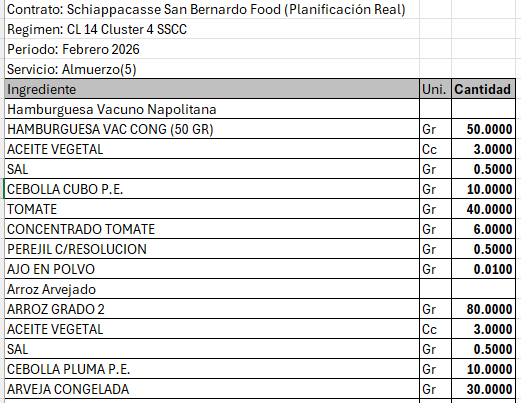 Contrato: Schiappacasse San Bernardo Food (Planificación Real)
Regimen: CL 14 Cluster 4 SSCC
Periodo: Febrero 2026
Servicio: Almuerzo(5)
Ingrediente Uni. Cantidad
Hamburguesa Vacuno Napolitana
HAMBURGUESA VAC CONG (50 GR) Gr 50.0000
ACEITE VEGETAL Cc 3.0000
SAL Gr 0.5000
CEBOLLA CUBO P.E. Gr 10.0000
TOMATE Gr 40.0000
CONCENTRADO TOMATE Gr 6.0000
PEREJIL C/RESOLUCION Gr 0.5000
AJO EN POLVO Gr 0.0100
Arroz Arvejado
ARROZ GRADO 2 Gr 80.0000
ACEITE VEGETAL Cc 3.0000
SAL Gr 0.5000
CEBOLLA PLUMA P.E. Gr 10.0000
ARVEJA CONGELADA Gr 30.0000